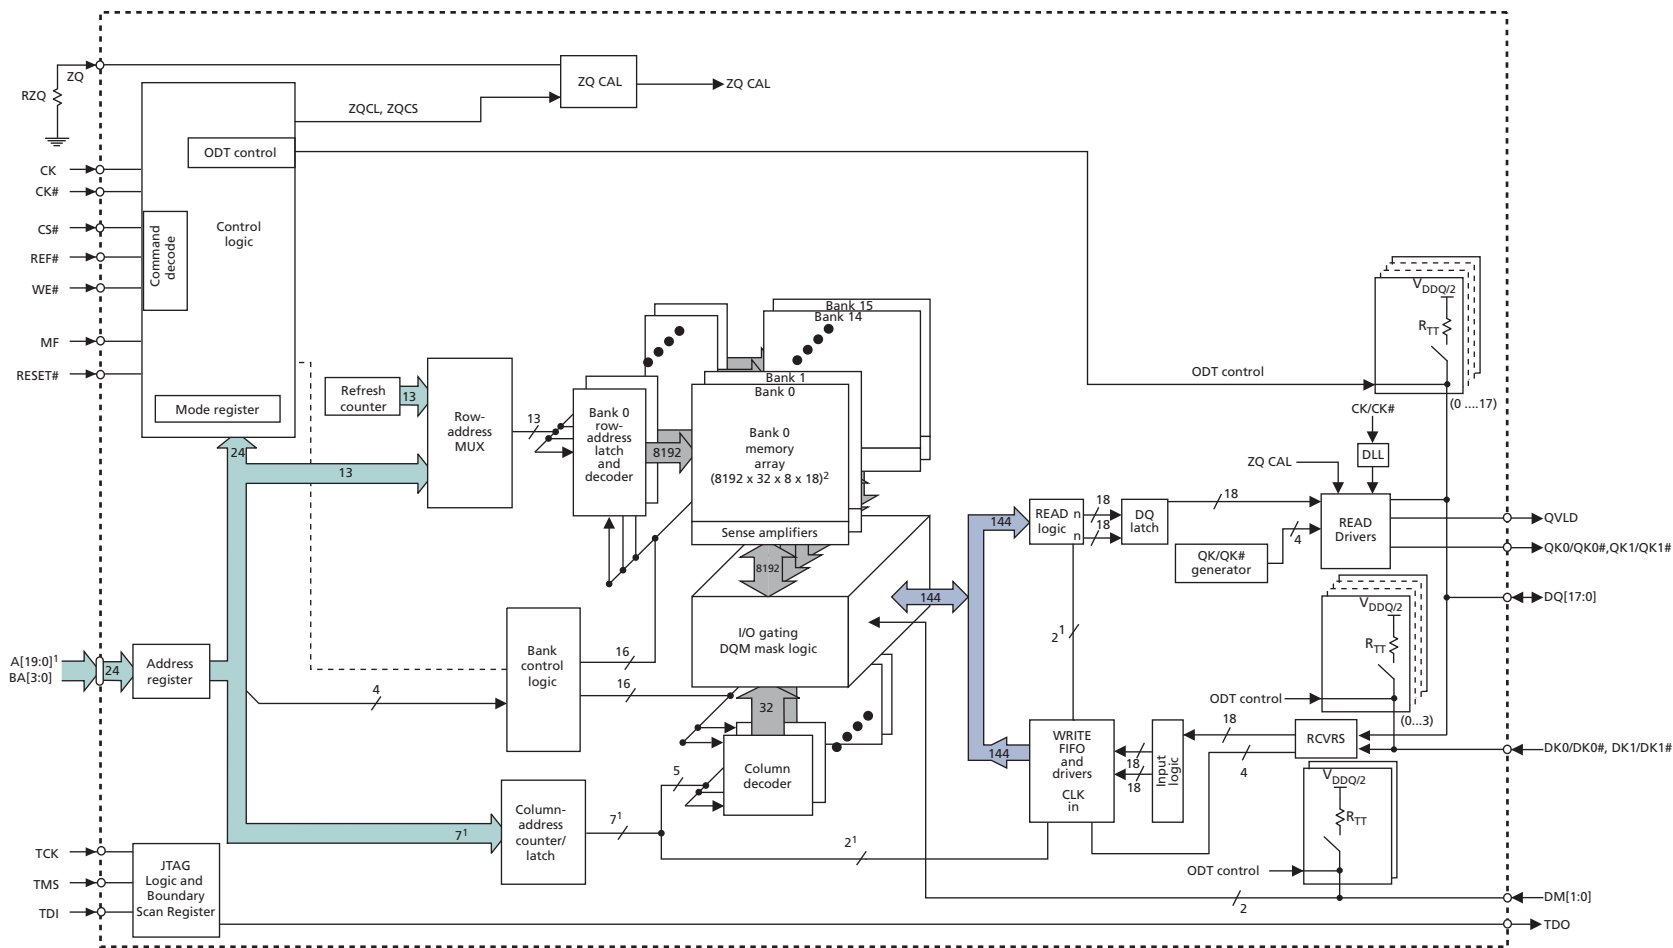 ZQ
RZQ
ZQ CAL
ZQ CAL
ZQCL, ZQCS
ODT control
CK
CK#
CS#
REF#
WE#
MF
RESET#
Command
decode
Control
logic
Mode register
Refresh
counter
13
Row-
address
MUX
13
24
13
Bank 0
row-
address
latch
and
decoder
8192
Bank 15
Bank 14
Bank 1
Bank 0
Bank 0
memory
array
(8192 x 32 x 8 x 18)²
Sense amplifiers
8192
I/O gating
DQM mask logic
32
Column
decoder
5
A[19:0]¹
BA[3:0]
24
Address
register
4
Bank
control
logic
16
16
7¹
Column-
address
counter/
latch
7¹
2¹
TCK
TMS
TDI
JTAG
Logic and
Boundary
Scan Register
144
144
144
READ
logic
n
n
18
18
DQ
latch
18
2¹
QK/QK#
generator
4
ZQ CAL
CK/CK#
DLL
READ
Drivers
ODT control
VDDQ/2
RTT
(0 ....17)
QVLD
QK0/QK0#,QK1/QK1#
DQ[17:0]
VDDQ/2
RTT
ODT control
(0...3)
WRITE
FIFO
and
drivers
CLK
in
18
18
Input
logic
18
4
RCVRS
DK0/DK0#, DK1/DK1#
VDDQ/2
RTT
ODT control
2
DM[1:0]
TDO